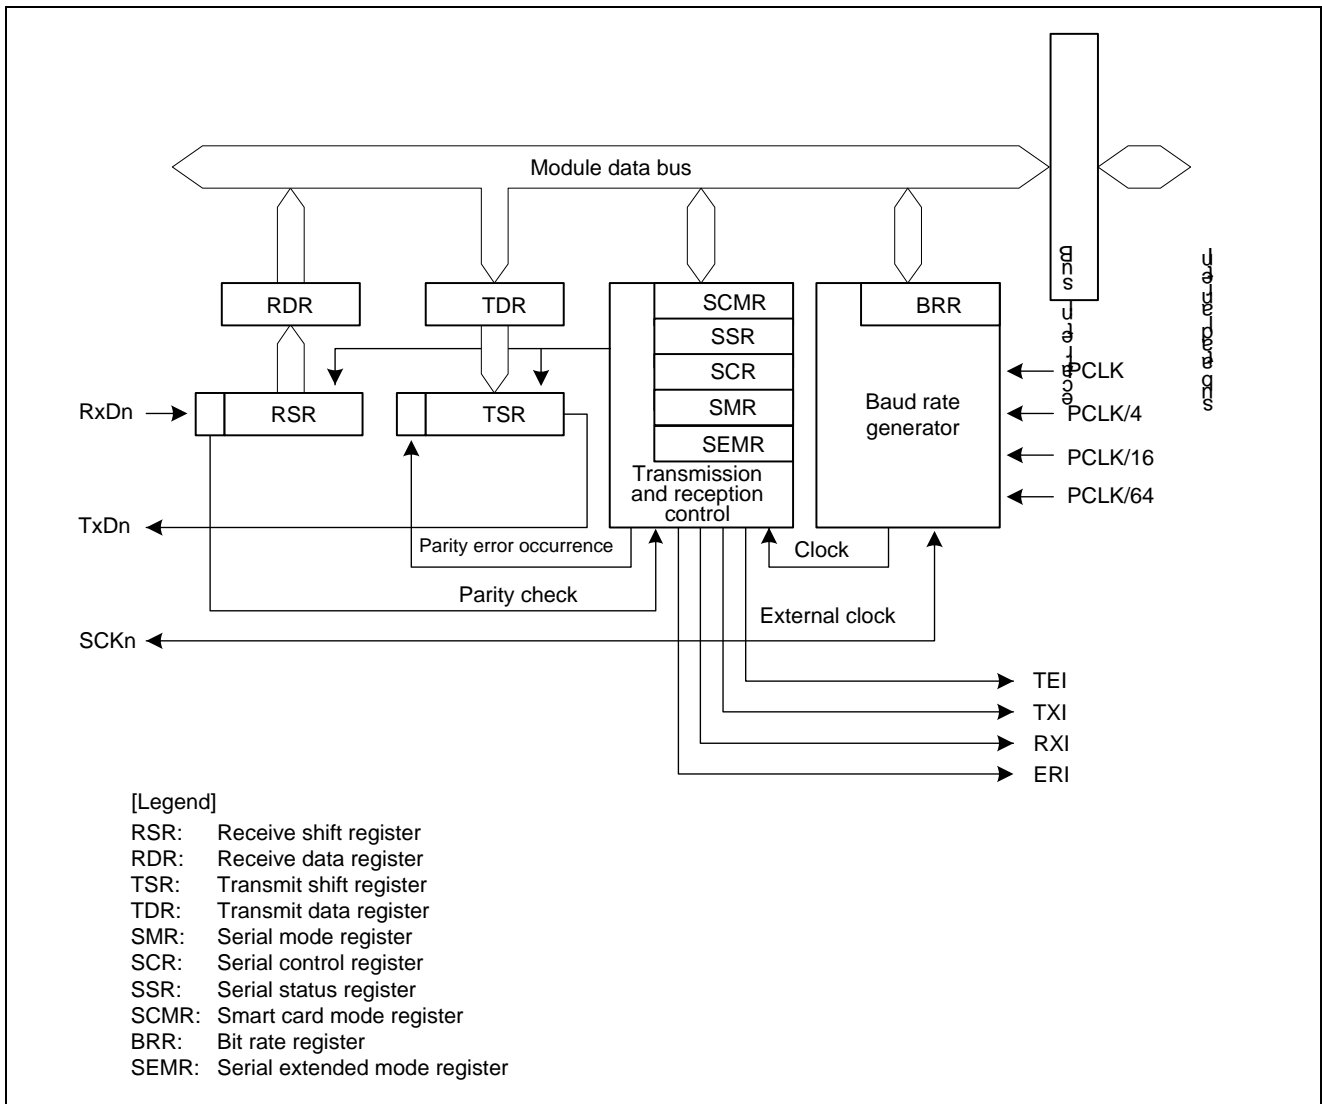 Module data bus
RDR
TDR
SCMR
BRR
SSR
SCR
SMR
SEMR
RxDn
RSR
TSR
Baud rate
generator
PCLK
PCLK/4
PCLK/16
PCLK/64
Transmission
and reception
control
TxDn
Parity error occurrence
Clock
Parity check
External clock
SCKn
TEI
TXI
RXI
ERI
[Legend]
RSR: Receive shift register
RDR: Receive data register
TSR: Transmit shift register
TDR: Transmit data register
SMR: Serial mode register
SCR: Serial control register
SSR: Serial status register
SCMR: Smart card mode register
BRR: Bit rate register
SEMR: Serial extended mode register